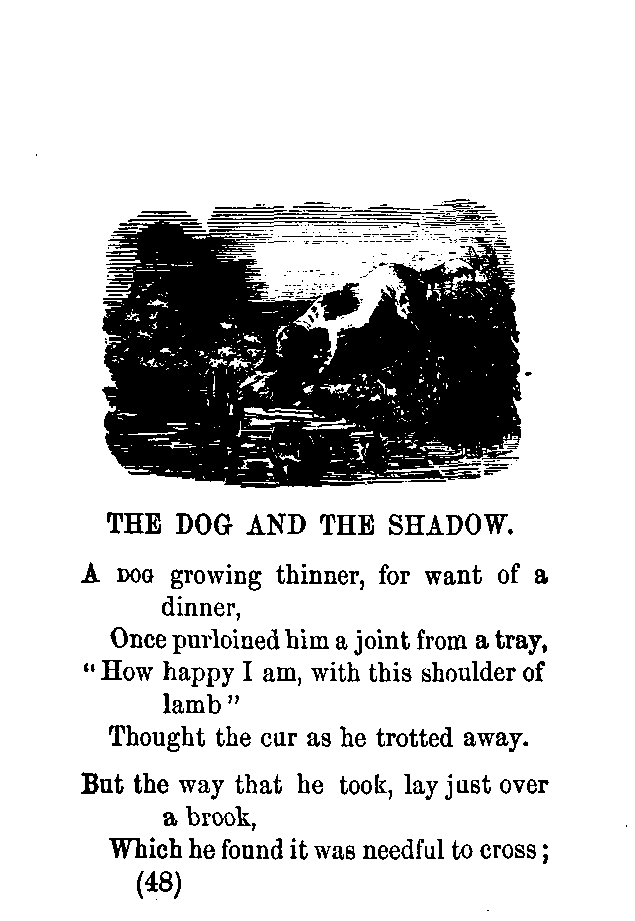 THE DOG AND THE SHADOW.
A DOG growing thinner, for want of a
dinner,
Once purloined him a joint from a tray,
“How happy I am, with this shoulder of
lamb”
Thought the cur as he trotted away.
But the way that he took, lay just over
a brook,
Which he found it was needful to cross;
(48)